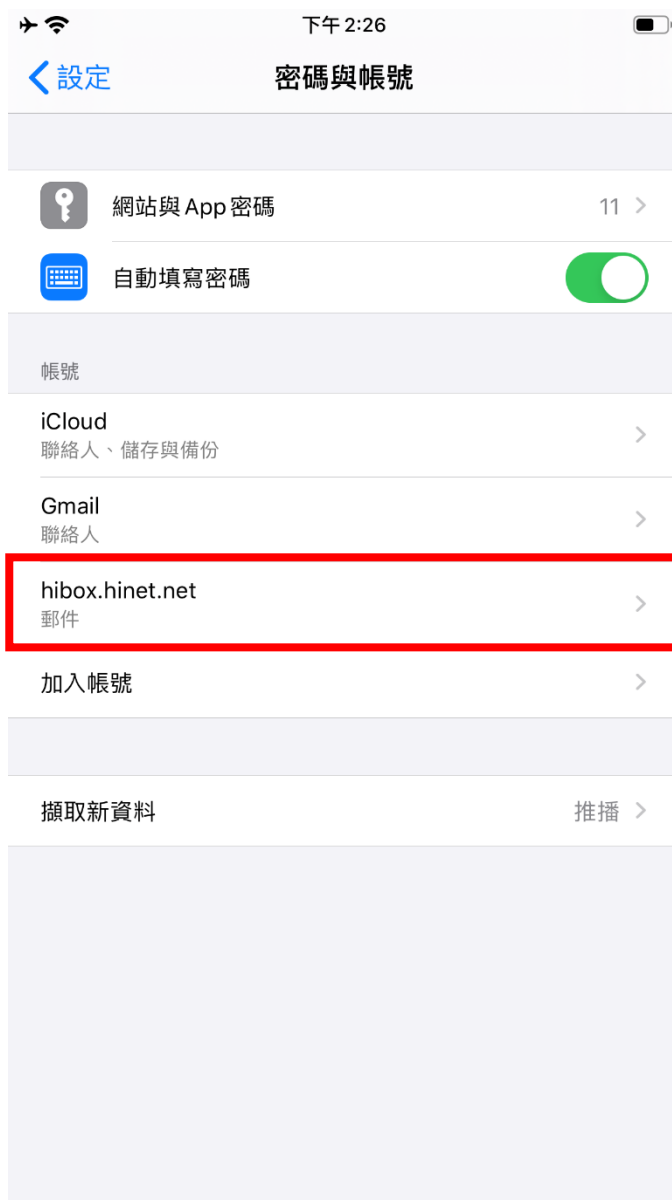 下午 2:26
設定
密碼與帳號
網站與 App 密碼
11
自動填寫密碼
帳號
iCloud
聯絡人、儲存與備份
Gmail
聯絡人
hibox.hinet.net
郵件
加入帳號
擷取新資料
推播